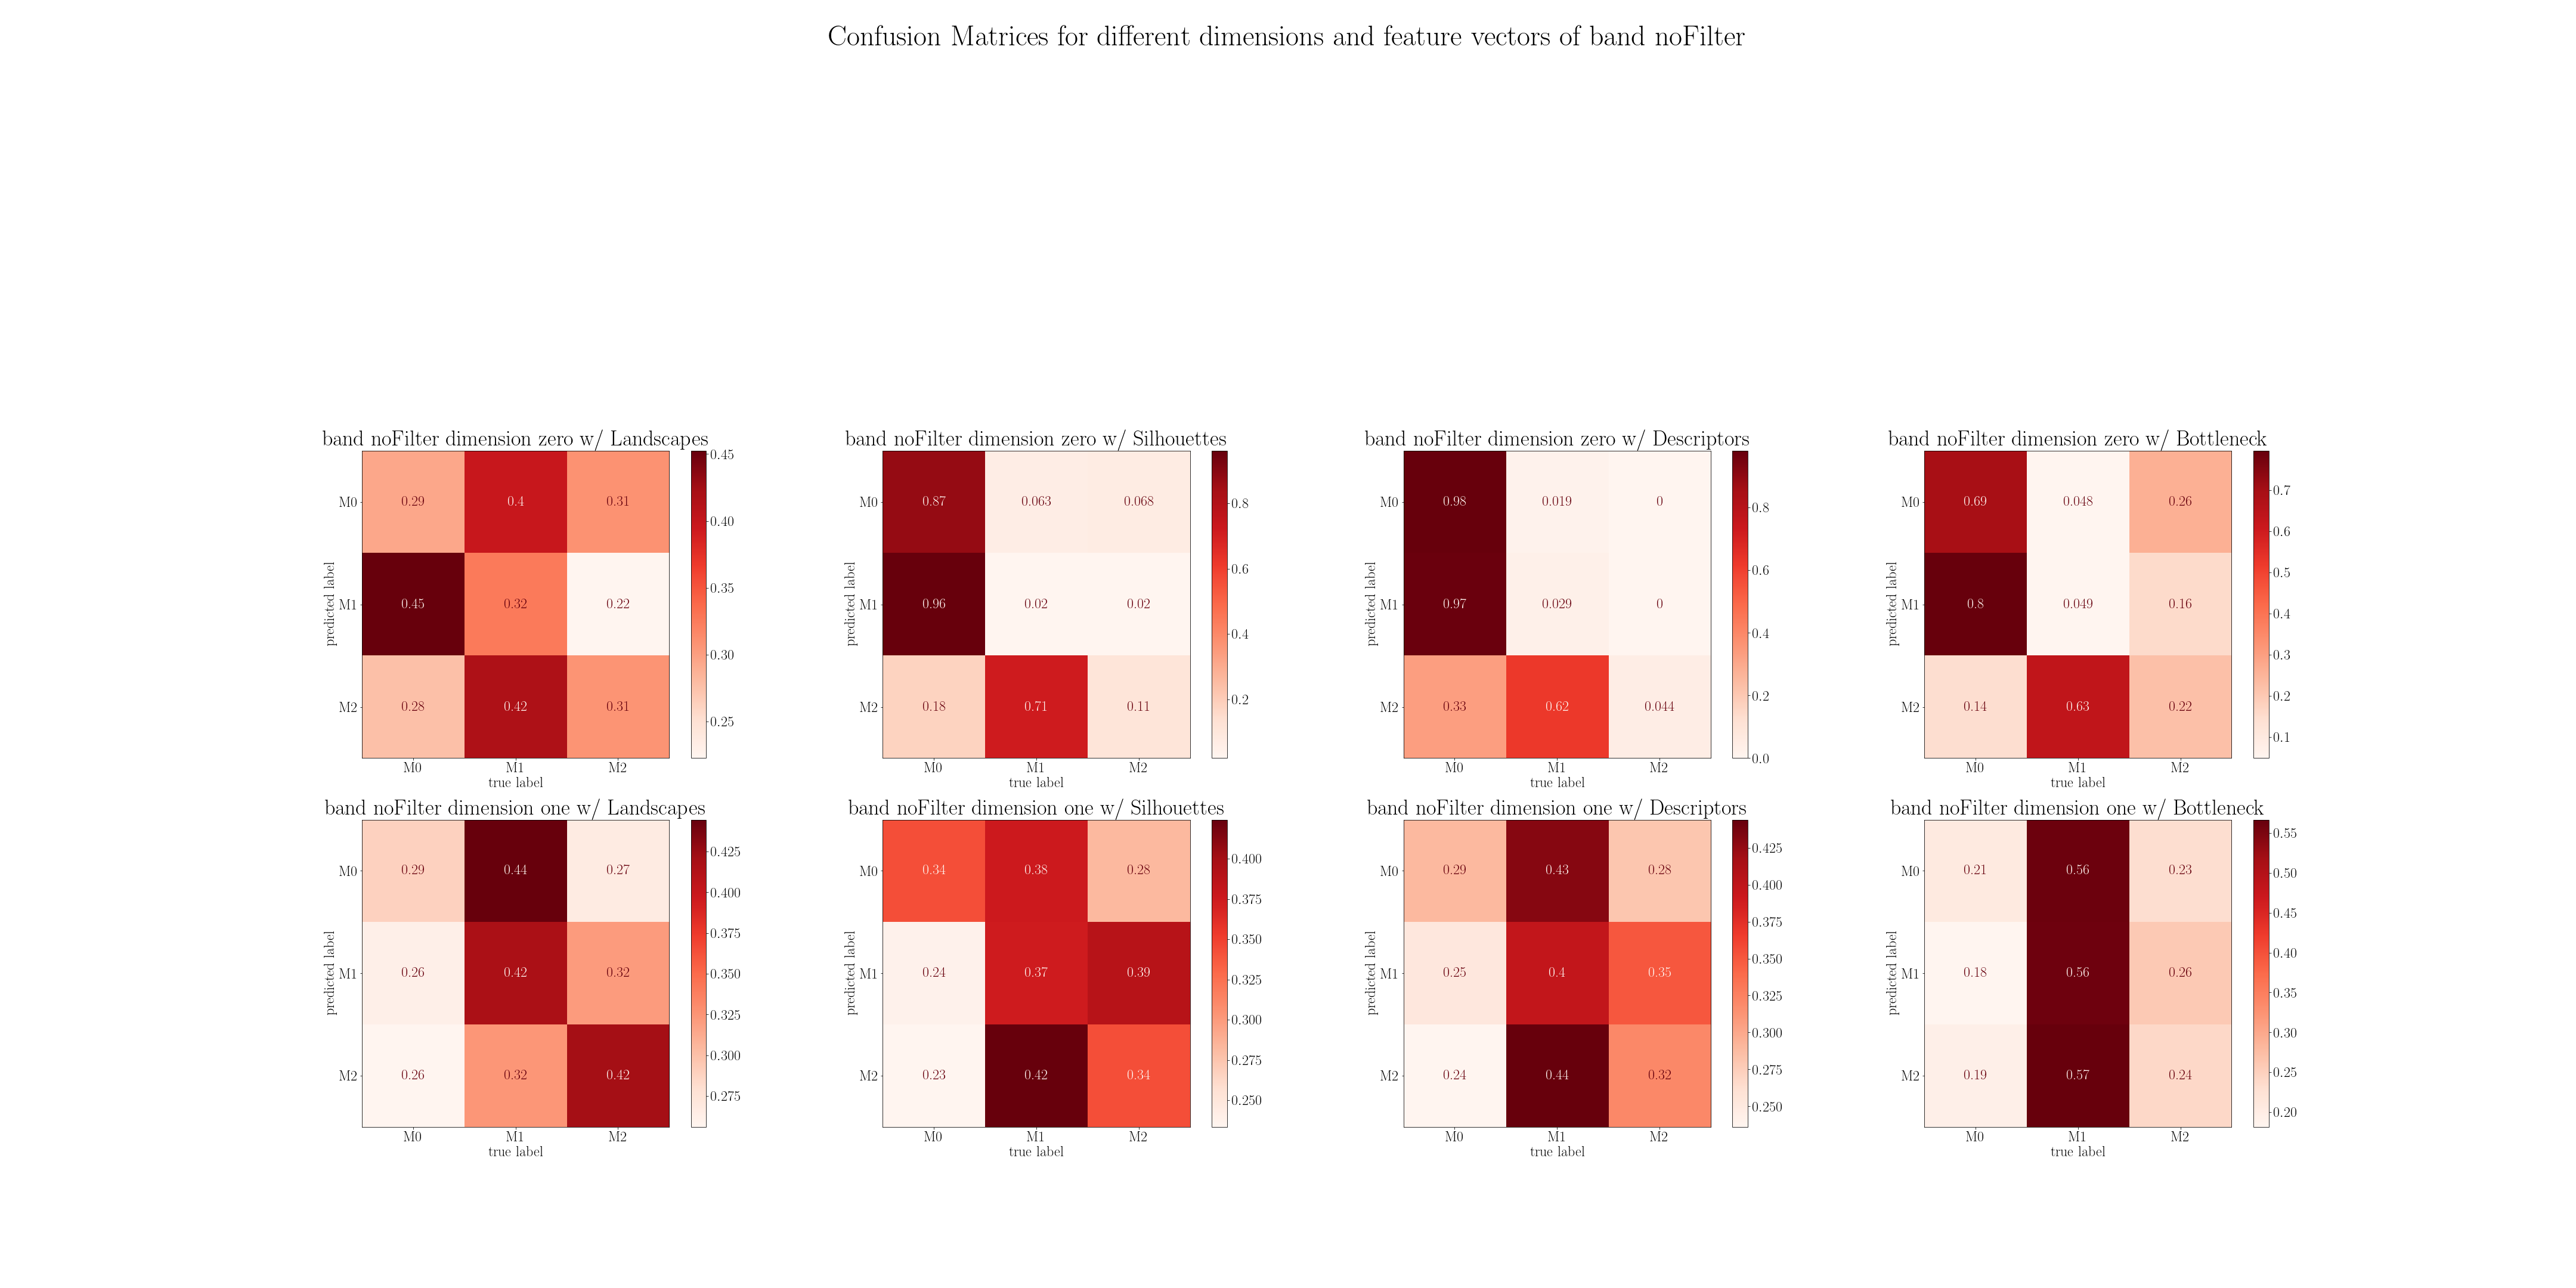 Confusion Matrices for different dimensions and feature vectors of band noFilter
band noFilter dimension zero w/ Landscapes
predicted label
M0 0.29 0.4 0.31
M1 0.45 0.32 0.22
M2 0.28 0.42 0.31
M0 M1 M2
true label
0.45
0.40
0.35
0.30
0.25
band noFilter dimension zero w/ Silhouettes
predicted label
M0 0.87 0.063 0.068
M1 0.96 0.02 0.02
M2 0.18 0.71 0.11
M0 M1 M2
true label
0.8
0.6
0.4
0.2
band noFilter dimension zero w/ Descriptors
predicted label
M0 0.98 0.019 0
M1 0.97 0.029 0
M2 0.33 0.62 0.044
M0 M1 M2
true label
0.8
0.6
0.4
0.2
0.0
band noFilter dimension zero w/ Bottleneck
predicted label
M0 0.69 0.048 0.26
M1 0.8 0.049 0.16
M2 0.14 0.63 0.22
M0 M1 M2
true label
0.7
0.6
0.5
0.4
0.3
0.2
0.1
band noFilter dimension one w/ Landscapes
predicted label
M0 0.29 0.44 0.27
M1 0.26 0.42 0.32
M2 0.26 0.32 0.42
M0 M1 M2
true label
0.425
0.400
0.375
0.350
0.325
0.300
0.275
band noFilter dimension one w/ Silhouettes
predicted label
M0 0.34 0.38 0.28
M1 0.24 0.37 0.39
M2 0.23 0.42 0.34
M0 M1 M2
true label
0.400
0.375
0.350
0.325
0.300
0.275
0.250
band noFilter dimension one w/ Descriptors
predicted label
M0 0.29 0.43 0.28
M1 0.25 0.4 0.35
M2 0.24 0.44 0.32
M0 M1 M2
true label
0.425
0.400
0.375
0.350
0.325
0.300
0.275
0.250
band noFilter dimension one w/ Bottleneck
predicted label
M0 0.21 0.56 0.23
M1 0.18 0.56 0.26
M2 0.19 0.57 0.24
M0 M1 M2
true label
0.55
0.50
0.45
0.40
0.35
0.30
0.25
0.20